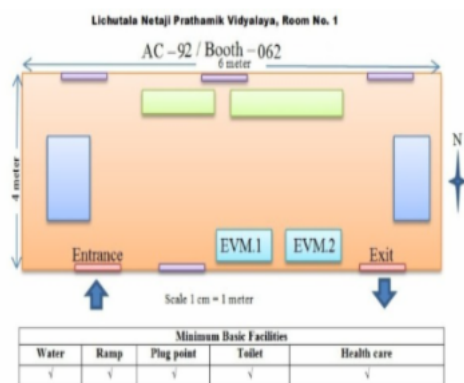 Lichutala Netaji Prathamik Vidyalaya, Room No. 1
AC –92 / Booth –062
6 meter
4 meter
N
EVM.1 EVM.2
Entrance Exit
Scale 1 cm = 1 meter
Minimum Basic Facilities
Water Ramp Plug point Toilet Health care
√ √ √ √ √